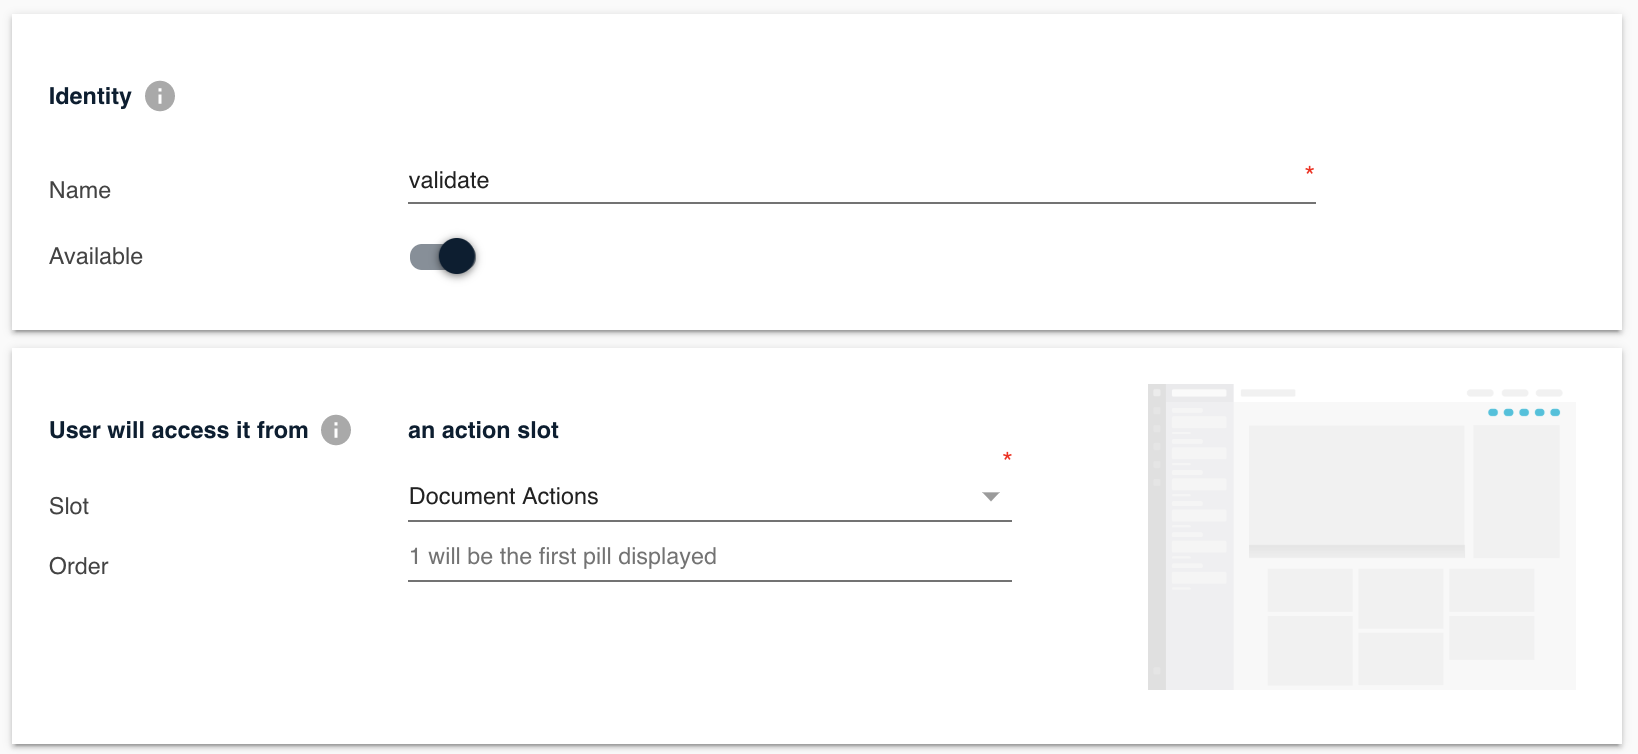 Identity
Name
validate
*
Available
User will access it from
an action slot
*
Slot
Document Actions
Order
1 will be the first pill displayed